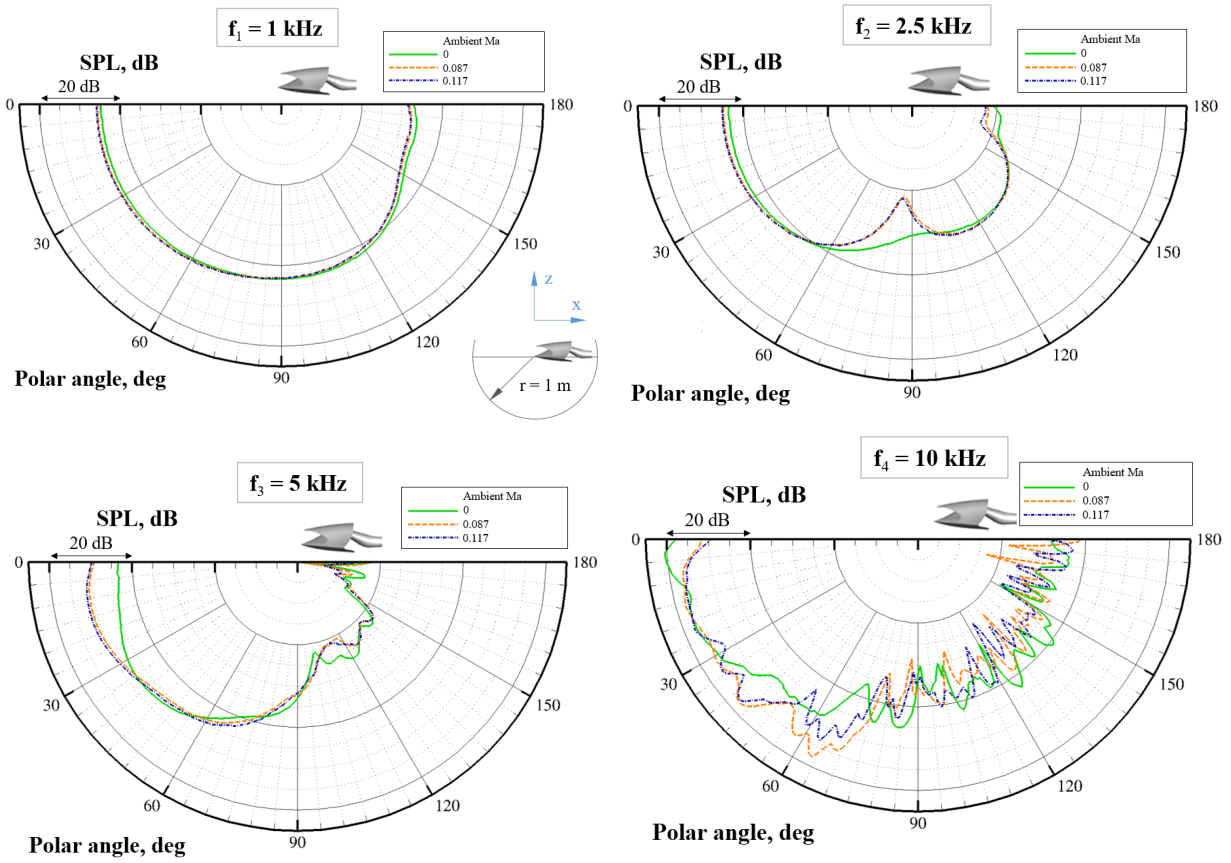 f₁ = 1 kHz
Ambient Ma
0
0.087
0.117
SPL, dB
20 dB
0
180
30
150
60
120
90
Polar angle, deg
z
x
r = 1 m
f₂ = 2.5 kHz
Ambient Ma
0
0.087
0.117
SPL, dB
20 dB
0
180
30
150
60
120
90
Polar angle, deg
f₃ = 5 kHz
Ambient Ma
0
0.087
0.117
SPL, dB
20 dB
0
180
30
150
60
120
90
Polar angle, deg
f₄ = 10 kHz
Ambient Ma
0
0.087
0.117
SPL, dB
20 dB
0
180
30
150
60
120
90
Polar angle, deg